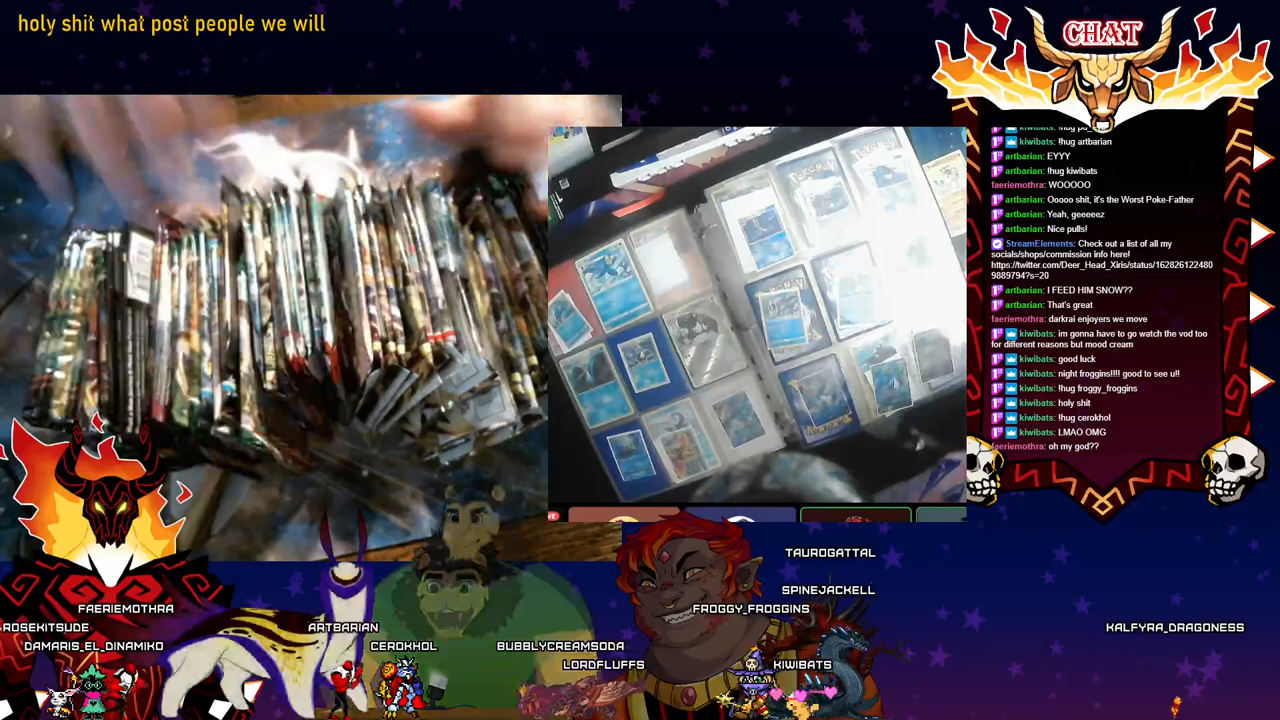 holy shit what post people we will
CHAT
kiwibats: !hug artbarian
artbarian: EYYY
artbarian: !hug kiwibats
faeriemothra: WOOOOO
artbarian: Ooooo shit, it's the Worst Poke-Father
artbarian: Yeah, geeeeez
artbarian: Nice pulls!
StreamElements: Check out a list of all my
socials/shops/commission info here!
https://twitter.com/Deer_Head_Xiris/status/162826122480
9889794?s=20
artbarian: I FEED HIM SNOW??
artbarian: That's great
faeriemothra: darkrai enjoyers we move
kiwibats: im gonna have to go watch the vod too
for different reasons but mood cream
kiwibats: good luck
kiwibats: night froggins!!!! good to see u!!
kiwibats: !hug froggy_froggins
kiwibats: holy shit
kiwibats: !hug cerokhol
kiwibats: LMAO OMG
faeriemothra: oh my god??
POKEMON
TAUROGATTAL
SPINEJACKELL
FROGGY_FROGGINS
FAERIEMOTHRA
ROSEKITSUDE
ARTBARIAN
KALFYRA_DRAGONESS
DAMARIS_EL_DINAMIKO
CEROKHOL
BUBBLYCREAMSODA
LORDFLUFFS
KIWIBATS